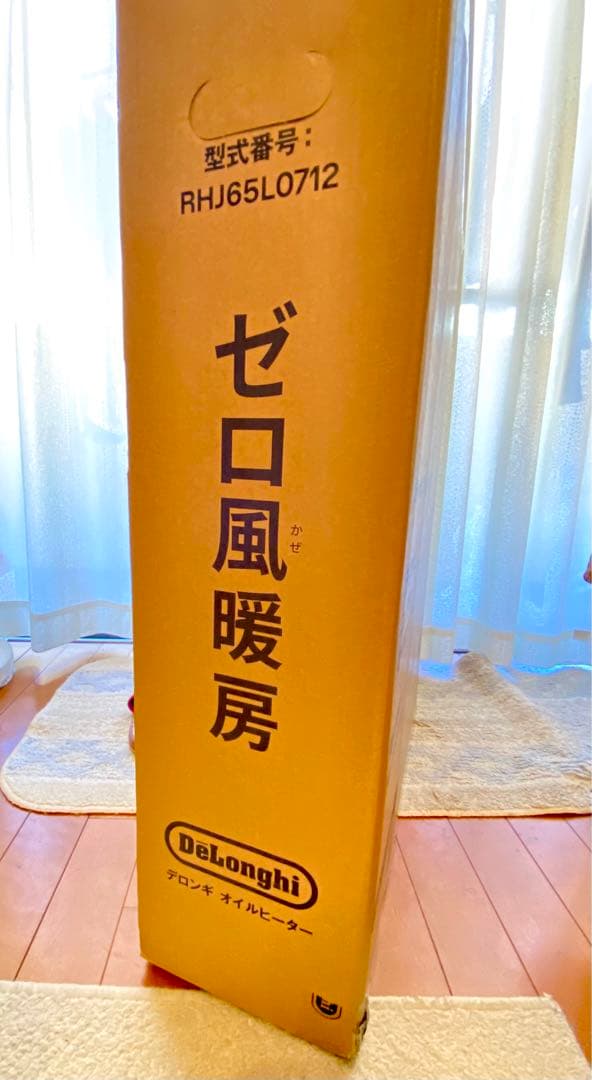 型式番号:
RHJ65L0712
ゼロ風暖房
かぜ
DēLonghi
デロンギ オイルヒーター